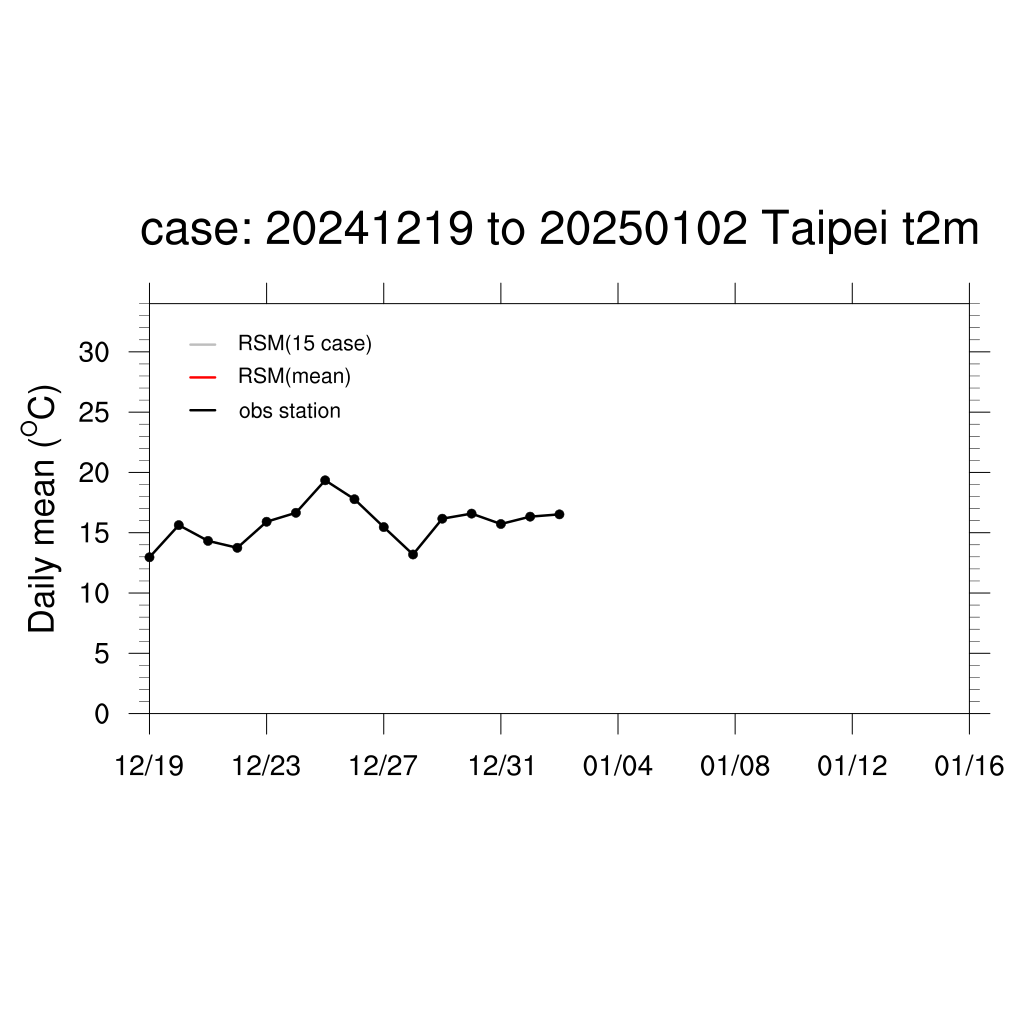 case: 20241219 to 20250102 Taipei t2m
RSM(15 case)
RSM(mean)
obs station
Daily mean (°C)
30
25
20
15
10
5
0
12/19 12/23 12/27 12/31 01/04 01/08 01/12 01/16